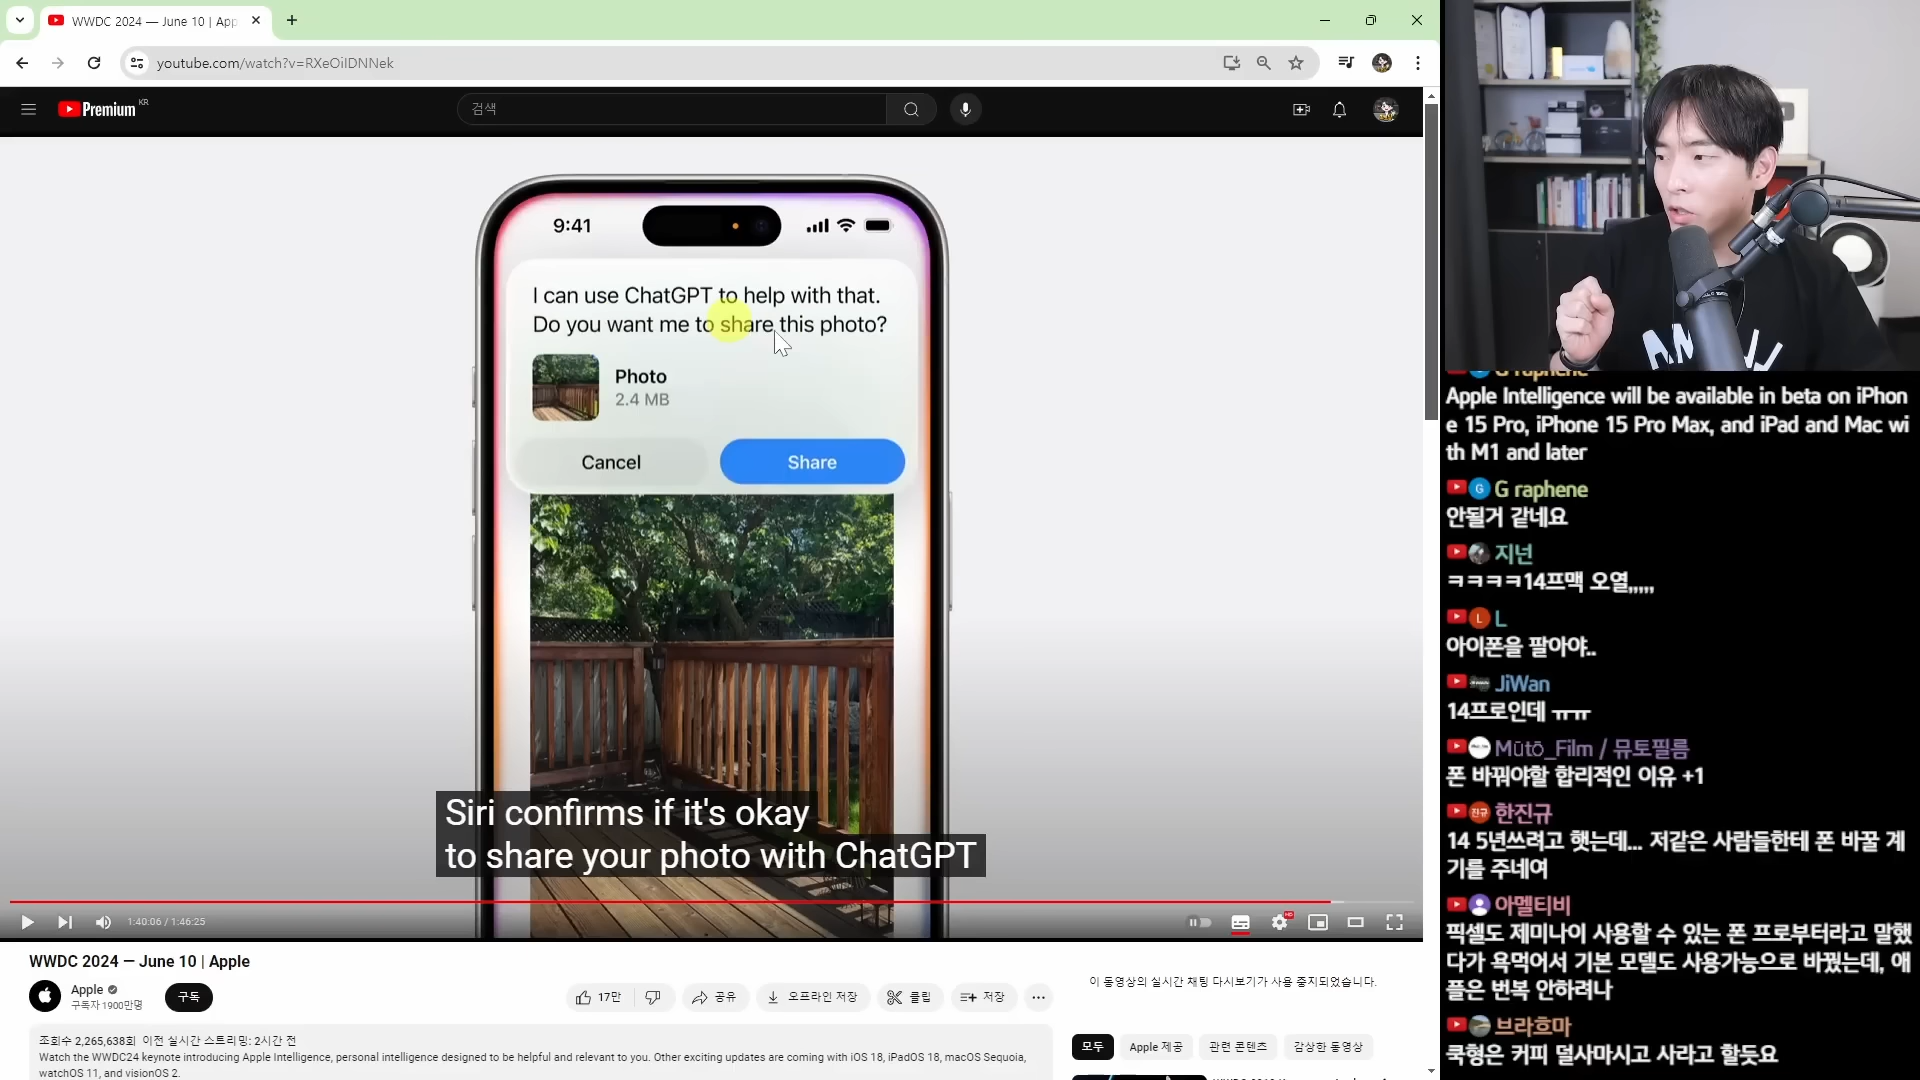 WWDC 2024 — June 10 | App
youtube.com/watch?v=RXeOiIDNNek
Premium KR
검색
9:41
I can use ChatGPT to help with that.
Do you want me to share this photo?
Photo
2.4 MB
Cancel
Share
Siri confirms if it's okay
to share your photo with ChatGPT
1:40:06 / 1:46:25
HD
WWDC 2024 — June 10 | Apple
Apple
구독자 1900만명
구독
17만
공유
오프라인 저장
클립
저장
조회수 2,265,638회 이전 실시간 스트리밍: 2시간 전
Watch the WWDC24 keynote introducing Apple Intelligence, personal intelligence designed to be helpful and relevant to you. Other exciting updates are coming with iOS 18, iPadOS 18, macOS Sequoia,
watchOS 11, and visionOS 2.
이 동영상의 실시간 채팅 다시보기가 사용 중지되었습니다.
모두
Apple 제공
관련 콘텐츠
감상한 동영상
G raphene
Apple Intelligence will be available in beta on iPhon
e 15 Pro, iPhone 15 Pro Max, and iPad and Mac wi
th M1 and later
G G raphene
안될거 같네요
지넌
ㅋㅋㅋㅋ14프맥 오열,,,,,
L L
아이폰을 팔아야..
JiWan
14프로인데 ㅠㅠ
Mūtō_Film / 뮤토필름
폰 바꿔야할 합리적인 이유 +1
진규 한진규
14 5년쓰려고 햇는데... 저같은 사람들한테 폰 바꿀 계
기를 주네여
아멜티비
픽셀도 제미나이 사용할 수 있는 폰 프로부터라고 말했
다가 욕먹어서 기본 모델도 사용가능으로 바꿨는데, 애
플은 번복 안하려나
브라흐마
쿡형은 커피 덜사마시고 사라고 할듯요